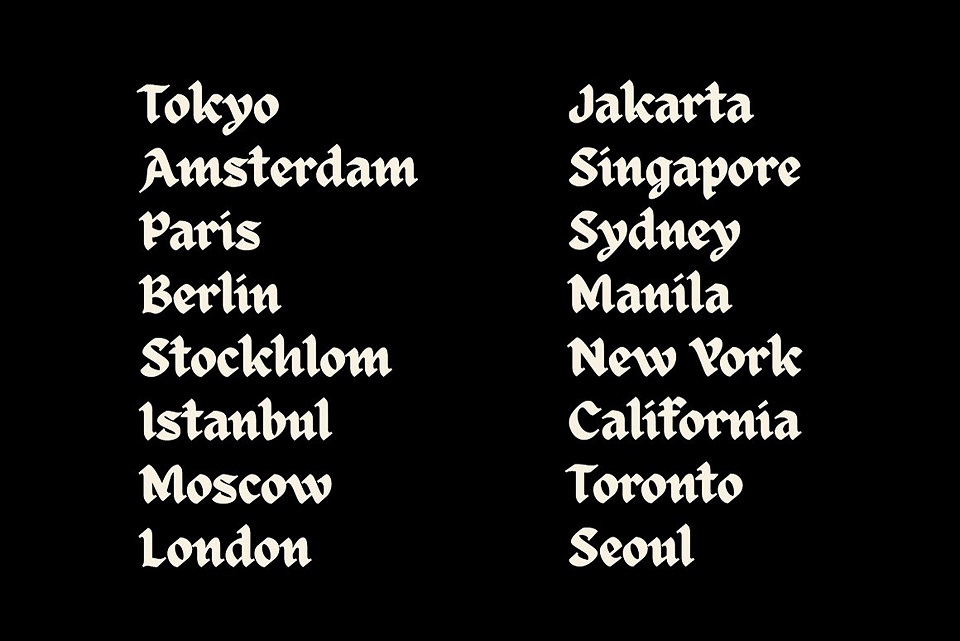 Tokyo
Amsterdam
Paris
Berlin
Stockhlom
Istanbul
Moscow
London
Jakarta
Singapore
Sydney
Manila
New York
California
Toronto
Seoul